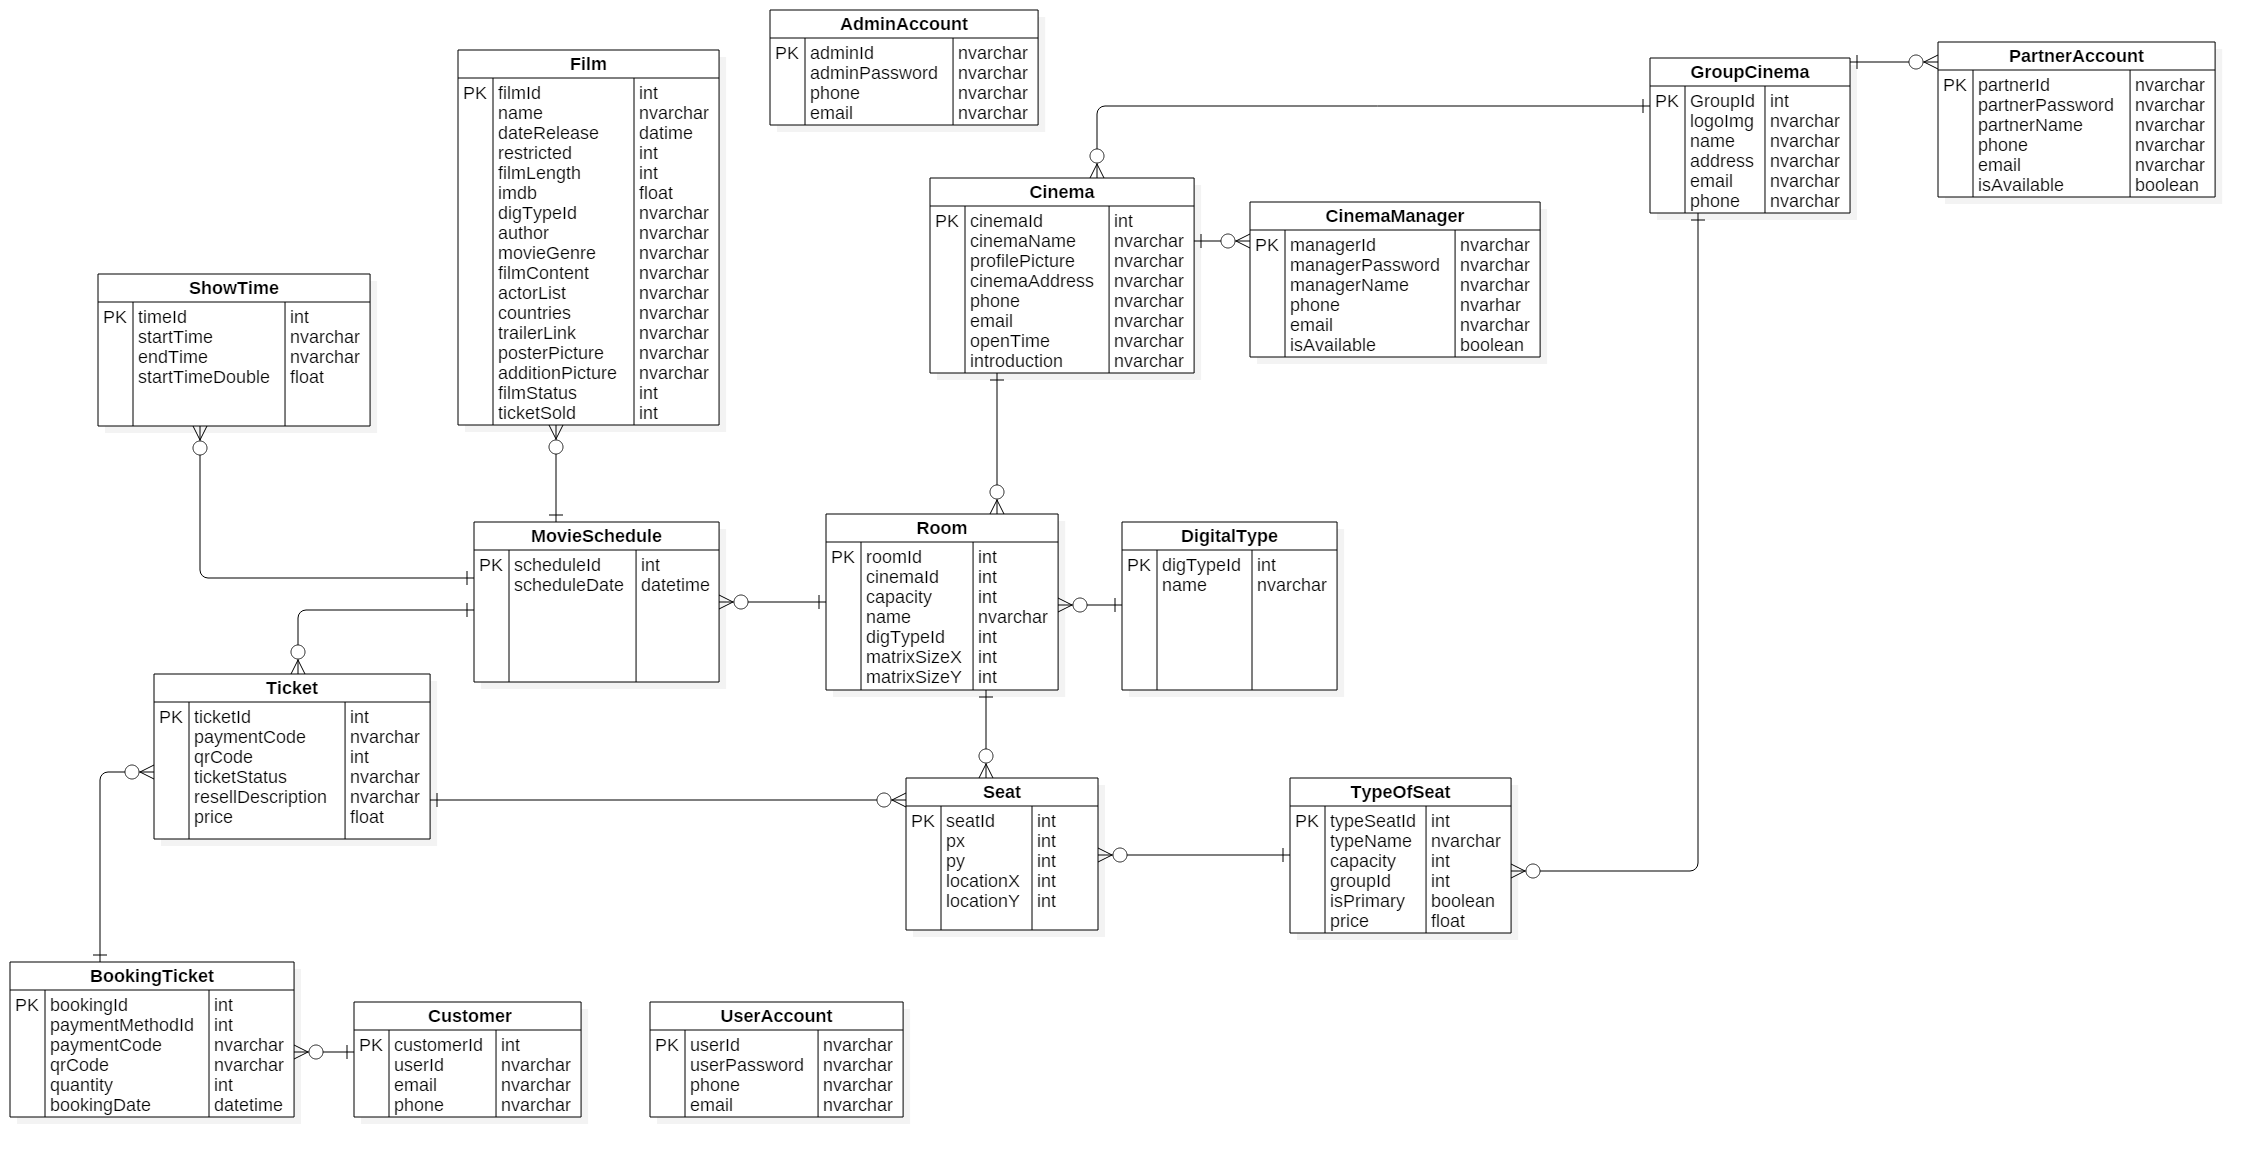 AdminAccount
PK adminId nvarchar
adminPassword nvarchar
phone nvarchar
email nvarchar
Film
PK filmId int
name nvarchar
dateRelease datime
restricted int
filmLength int
imdb float
digTypeId nvarchar
author nvarchar
movieGenre nvarchar
filmContent nvarchar
actorList nvarchar
countries nvarchar
trailerLink nvarchar
posterPicture nvarchar
additionPicture nvarchar
filmStatus int
ticketSold int
GroupCinema
PK GroupId int
logoImg nvarchar
name nvarchar
address nvarchar
email nvarchar
phone nvarchar
PartnerAccount
PK partnerId nvarchar
partnerPassword nvarchar
partnerName nvarchar
phone nvarchar
email nvarchar
isAvailable boolean
Cinema
PK cinemaId int
cinemaName nvarchar
profilePicture nvarchar
cinemaAddress nvarchar
phone nvarchar
email nvarchar
openTime nvarchar
introduction nvarchar
CinemaManager
PK managerId nvarchar
managerPassword nvarchar
managerName nvarchar
phone nvarhar
email nvarchar
isAvailable boolean
ShowTime
PK timeId int
startTime nvarchar
endTime nvarchar
startTimeDouble float
MovieSchedule
PK scheduleId int
scheduleDate datetime
Room
PK roomId int
cinemaId int
capacity int
name nvarchar
digTypeId int
matrixSizeX int
matrixSizeY int
DigitalType
PK digTypeId int
name nvarchar
Ticket
PK ticketId int
paymentCode nvarchar
qrCode int
ticketStatus nvarchar
resellDescription nvarchar
price float
Seat
PK seatId int
px int
py int
locationX int
locationY int
TypeOfSeat
PK typeSeatId int
typeName nvarchar
capacity int
groupId int
isPrimary boolean
price float
BookingTicket
PK bookingId int
paymentMethodId int
paymentCode nvarchar
qrCode nvarchar
quantity int
bookingDate datetime
Customer
PK customerId int
userId nvarchar
email nvarchar
phone nvarchar
UserAccount
PK userId nvarchar
userPassword nvarchar
phone nvarchar
email nvarchar